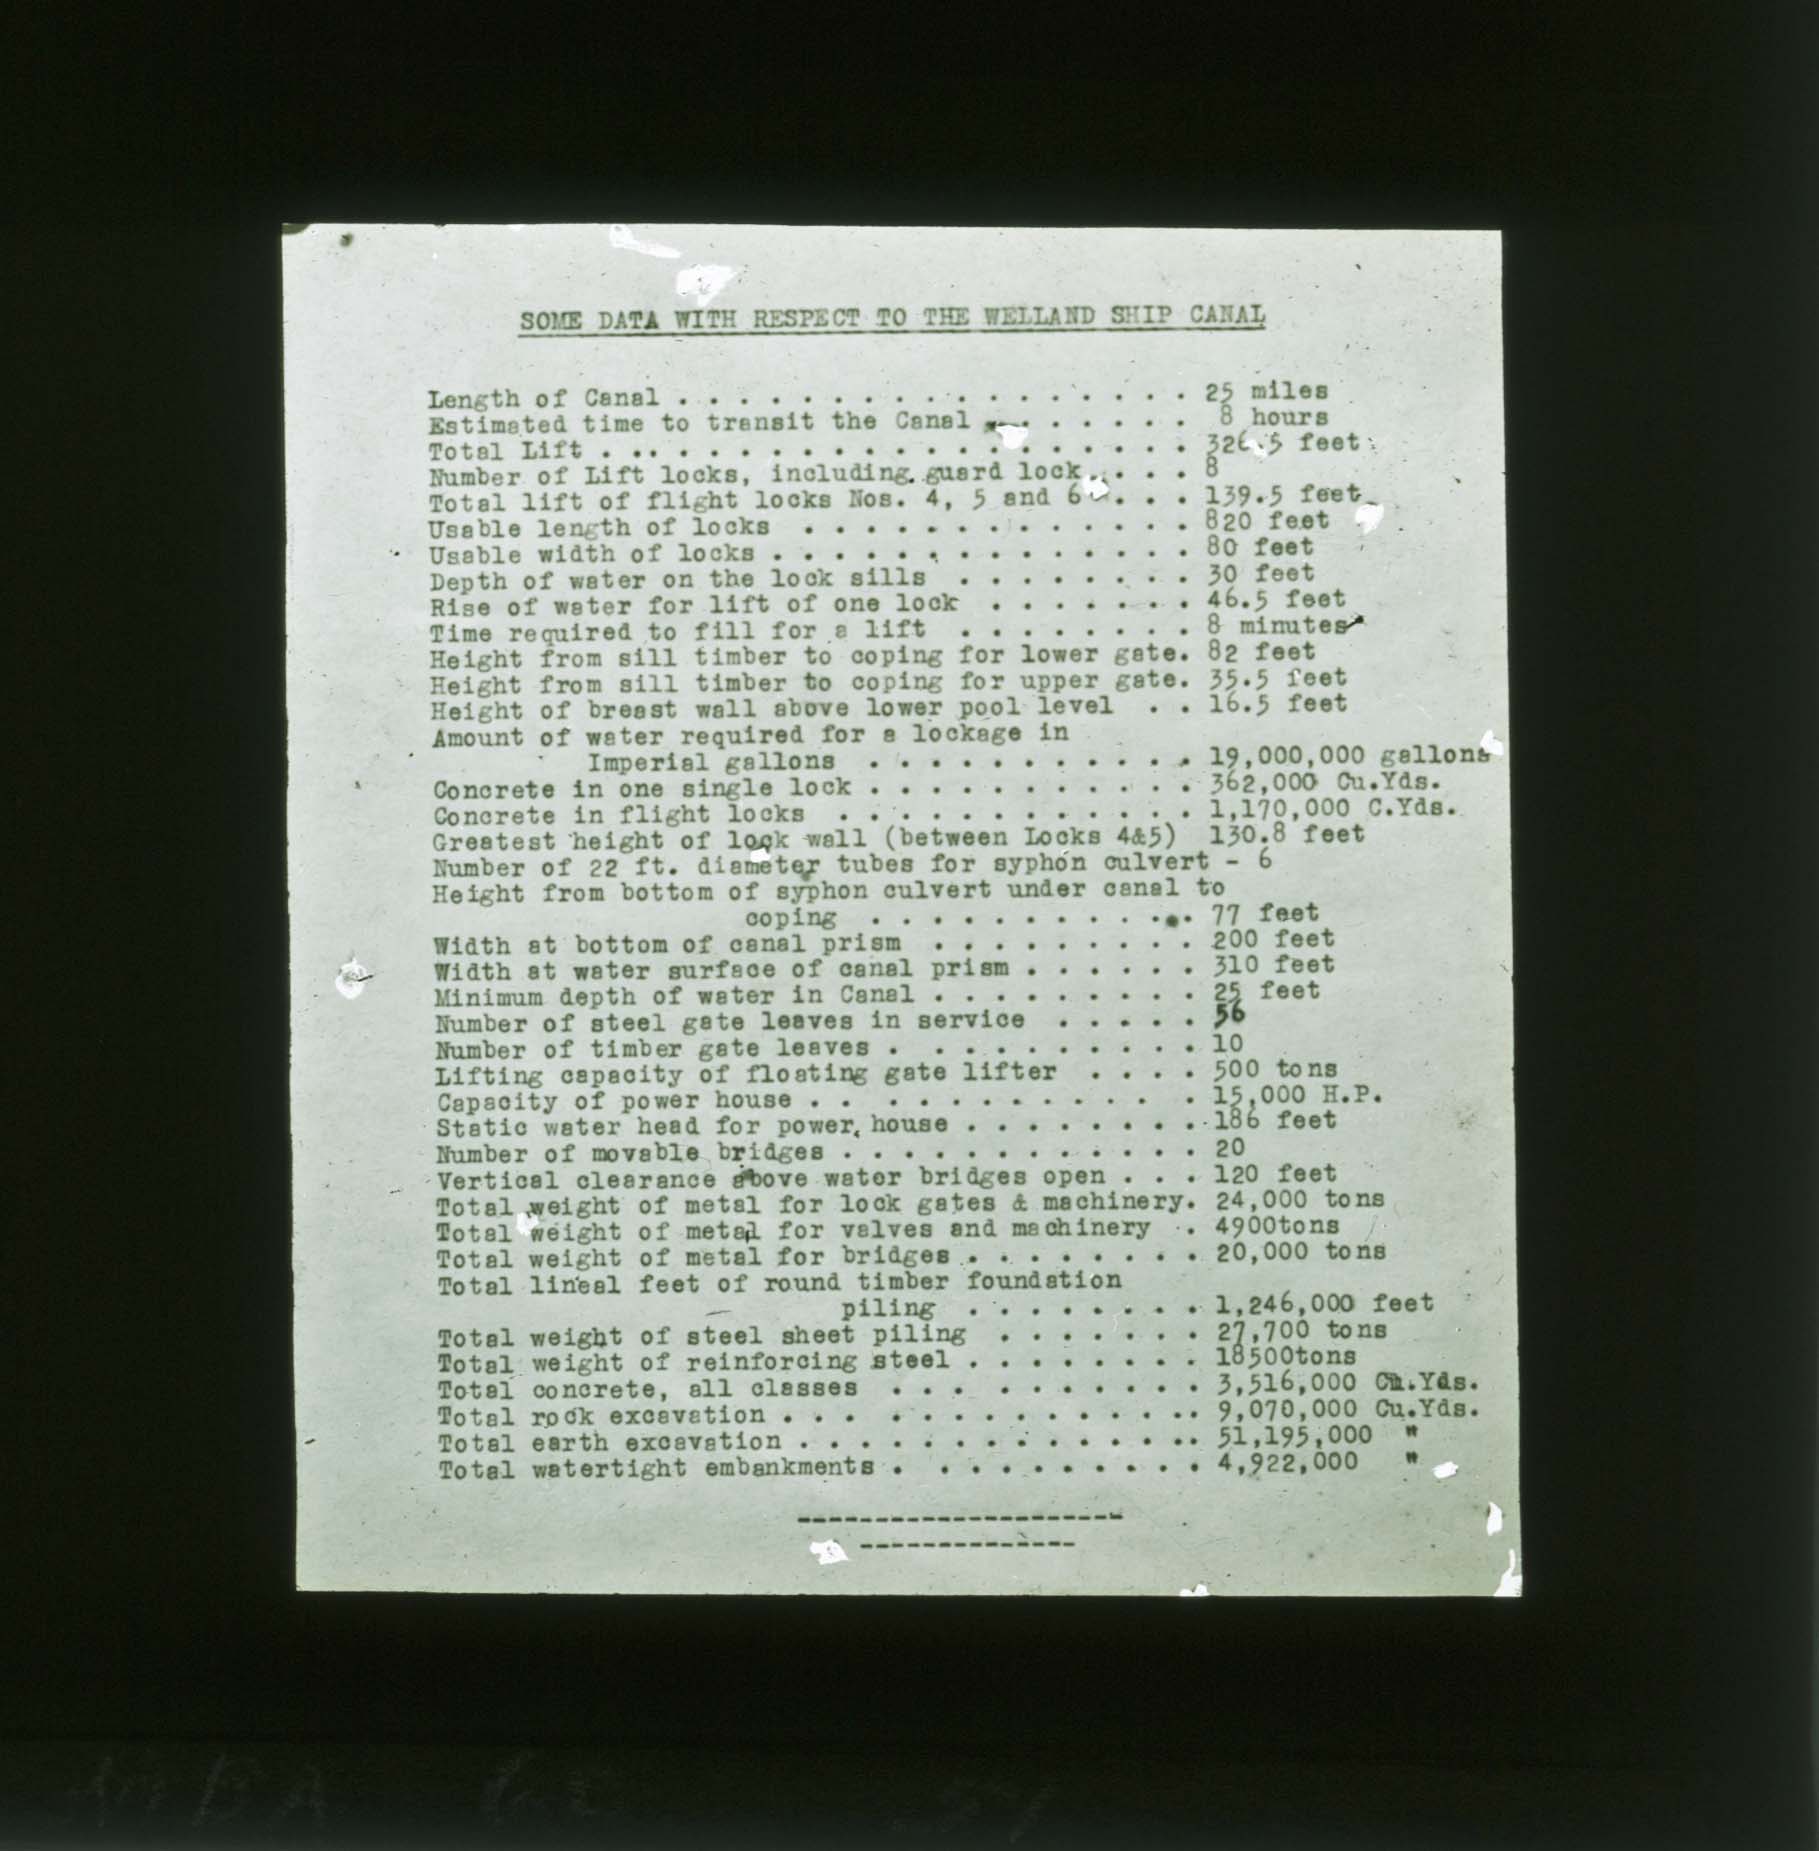 SOME DATA WITH RESPECT TO THE WELLAND SHIP CANAL
Length of Canal . . . . . . . . . . . . . . . . . 25 miles
Estimated time to transit the Canal . . . . . . . 8 hours
Total Lift . . . . . . . . . . . . . . . . . . . . 326.5 feet
Number of Lift locks, including guard lock . . . . 8
Total lift of flight locks Nos. 4, 5 and 6 . . . . 139.5 feet
Usable length of locks . . . . . . . . . . . . . 820 feet
Usable width of locks . . . . . . . . . . . . . . 80 feet
Depth of water on the lock sills . . . . . . . . 30 feet
Rise of water for lift of one lock . . . . . . . 46.5 feet
Time required to fill for a lift . . . . . . . . 8 minutes
Height from sill timber to coping for lower gate. 82 feet
Height from sill timber to coping for upper gate. 35.5 feet
Height of breast wall above lower pool level . . 16.5 feet
Amount of water required for a lockage in
Imperial gallons . . . . . . . . . . . 19,000,000 gallons
Concrete in one single lock . . . . . . . . . . . 362,000 Cu.Yds.
Concrete in flight locks . . . . . . . . . . . . 1,170,000 C.Yds.
Greatest height of lock wall (between Locks 4&5) 130.8 feet
Number of 22 ft. diameter tubes for syphon culvert - 6
Height from bottom of syphon culvert under canal to
coping . . . . . . . . . . . 77 feet
Width at bottom of canal prism . . . . . . . . . 200 feet
Width at water surface of canal prism . . . . . . 310 feet
Minimum depth of water in Canal . . . . . . . . . 25 feet
Number of steel gate leaves in service . . . . . 56
Number of timber gate leaves . . . . . . . . . . 10
Lifting capacity of floating gate lifter . . . . 500 tons
Capacity of power house . . . . . . . . . . . . 15,000 H.P.
Static water head for power house . . . . . . . . 186 feet
Number of movable bridges . . . . . . . . . . . . 20
Vertical clearance above water bridges open . . . 120 feet
Total weight of metal for lock gates & machinery. 24,000 tons
Total weight of metal for valves and machinery . . 4900tons
Total weight of metal for bridges . . . . . . . . 20,000 tons
Total lineal feet of round timber foundation
piling . . . . . . . . 1,246,000 feet
Total weight of steel sheet piling . . . . . . . 27,700 tons
Total weight of reinforcing steel . . . . . . . . 18500tons
Total concrete, all classes . . . . . . . . . . 3,516,000 Cu.Yds.
Total rock excavation . . . . . . . . . . . . . 9,070,000 Cu.Yds.
Total earth excavation . . . . . . . . . . . . . 51,195,000 "
Total watertight embankments . . . . . . . . . . 4,922,000 "